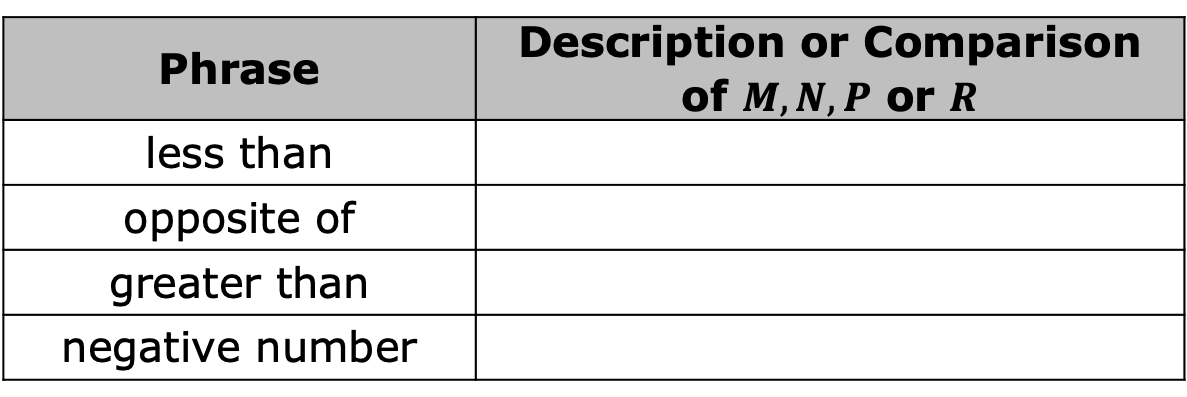 Phrase
Description or Comparison
of M, N, P or R
less than
opposite of
greater than
negative number